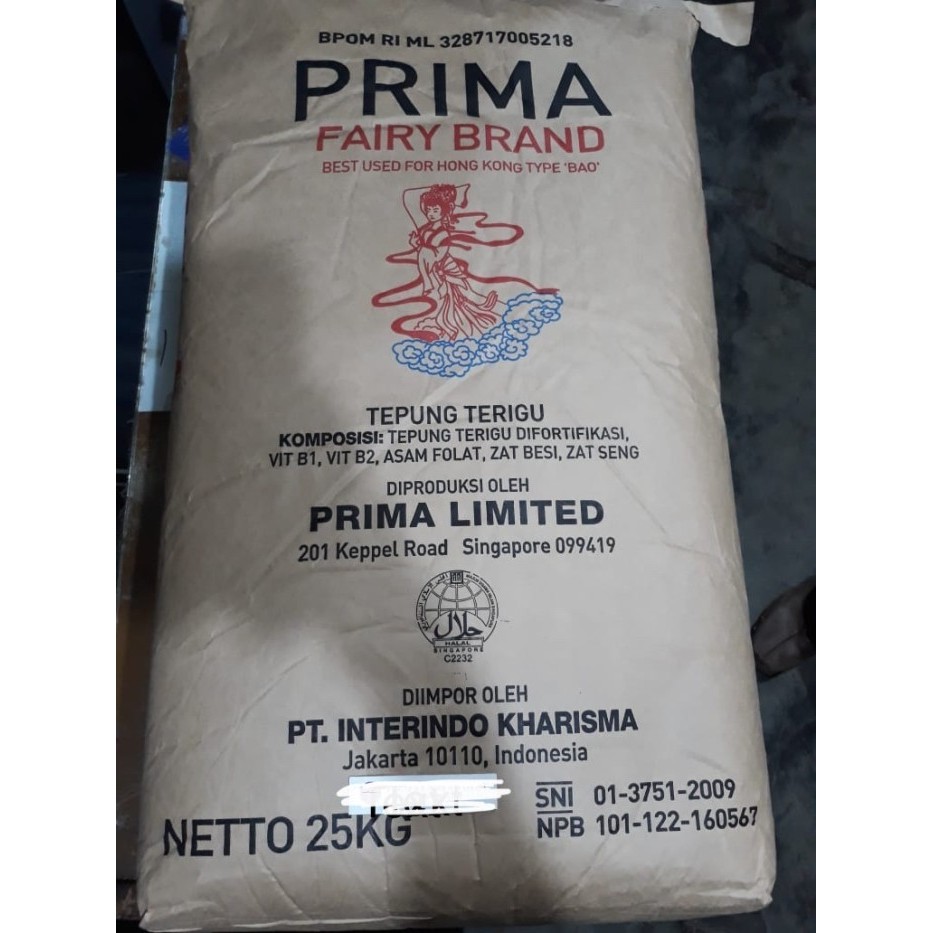 BPOM RI ML 328717005218
PRIMA
FAIRY BRAND
BEST USED FOR HONG KONG TYPE 'BAO'
TEPUNG TERIGU
KOMPOSISI: TEPUNG TERIGU DIFORTIFIKASI,
VIT B1, VIT B2, ASAM FOLAT, ZAT BESI, ZAT SENG
DIPRODUKSI OLEH
PRIMA LIMITED
201 Keppel Road Singapore 099419
حلال
HALAL
SINGAPORE
C2232
DIIMPOR OLEH
PT. INTERINDO KHARISMA
Jakarta 10110, Indonesia
SNI 01-3751-2009
NETTO 25KG
NPB 101-122-160567